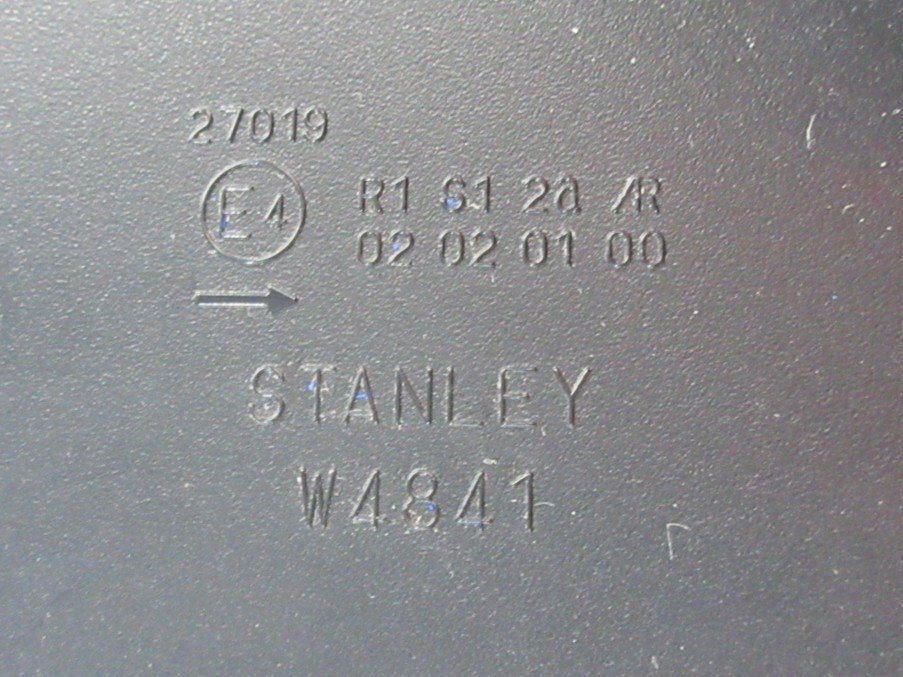 27019
E4 R1 S1 2a /R
02 02 01 00
STANLEY
W4841